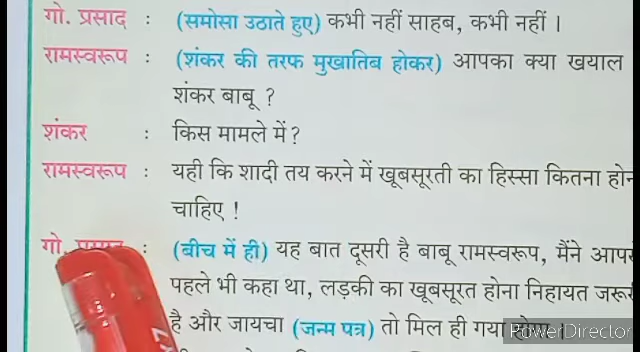 गो. प्रसाद : (समोसा उठाते हुए) कभी नहीं साहब, कभी नहीं ।
रामस्वरूप : (शंकर की तरफ मुखातिब होकर) आपका क्या खयाल
शंकर बाबू ?
शंकर : किस मामले में?
रामस्वरूप : यही कि शादी तय करने में खूबसूरती का हिस्सा कितना
चाहिए !
गो. : (बीच में ही) यह बात दूसरी है बाबू रामस्वरूप, मैंने
पहले भी कहा था, लड़की का खूबसूरत होना निहायत
है और जायचा (जन्म पत्र) तो मिल ही गया
PowerDirector